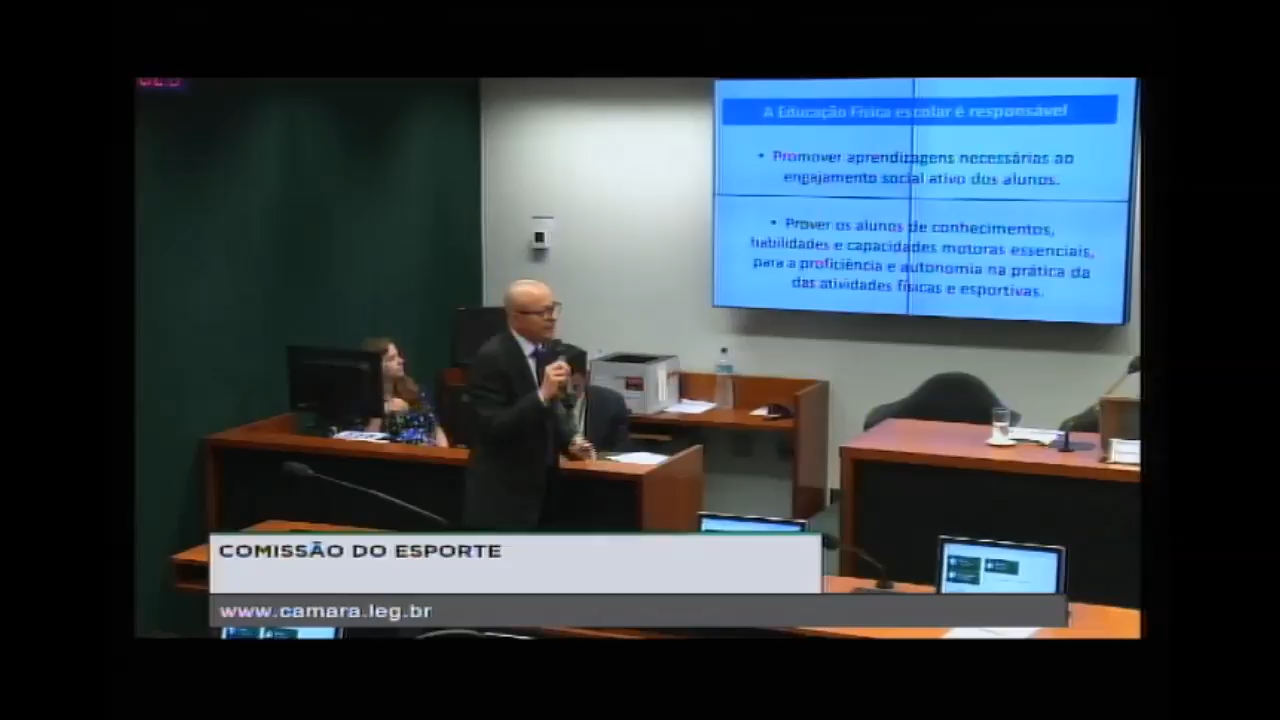 A Educação Física escolar é responsável
• Promover aprendizagens necessárias ao
engajamento social ativo dos alunos.
• Prover os alunos de conhecimentos,
habilidades e capacidades motoras essenciais,
para a proficiência e autonomia na prática da
das atividades físicas e esportivas.
COMISSÃO DO ESPORTE
www.camara.leg.br